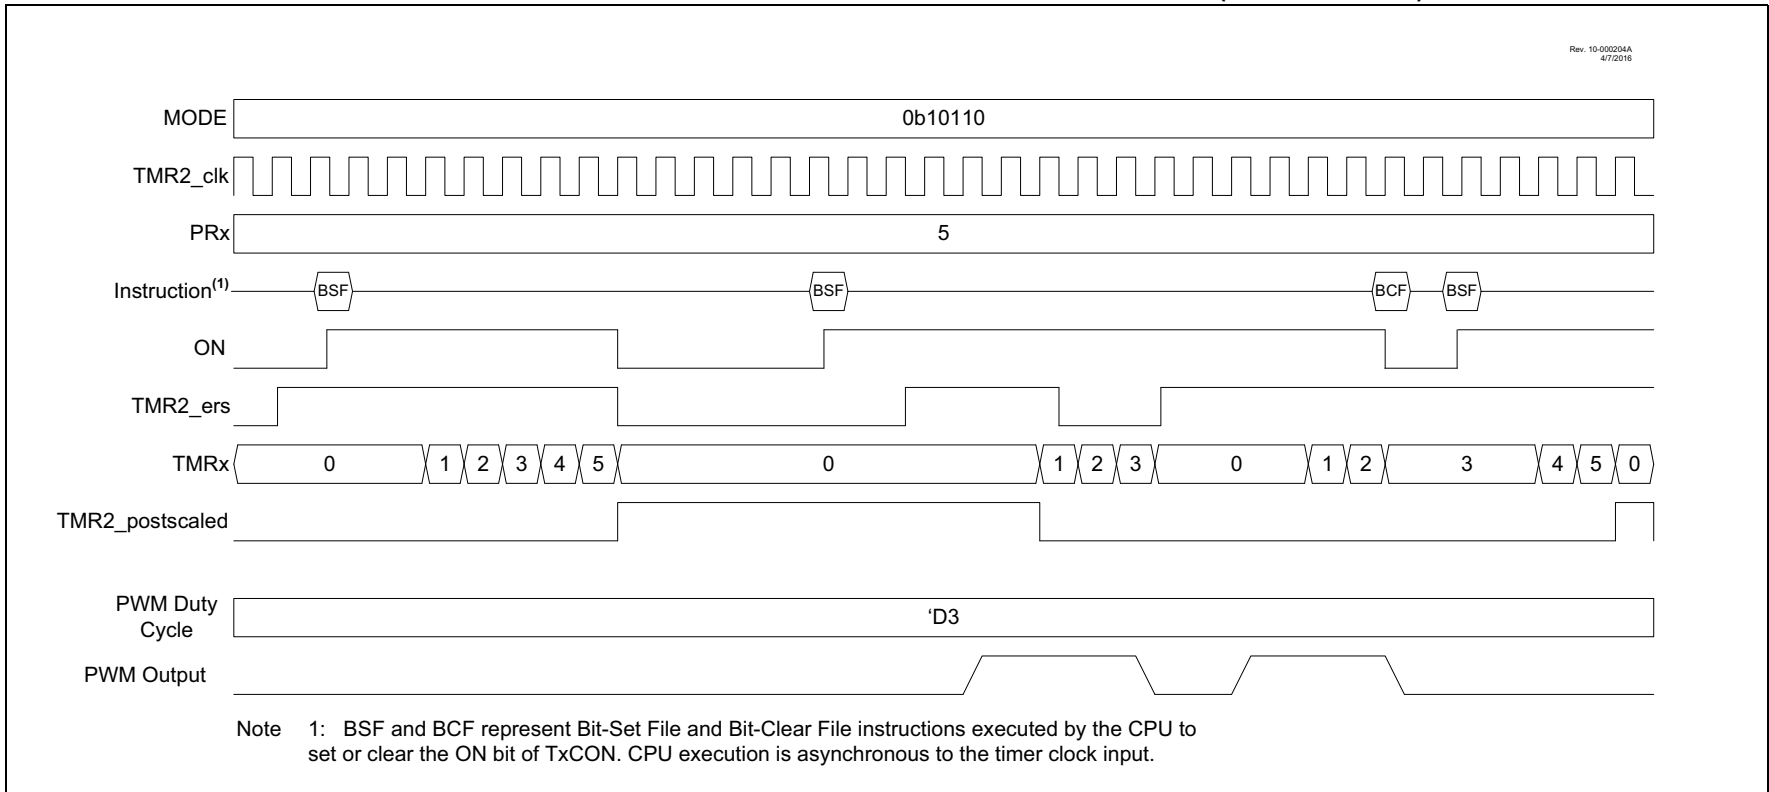 Rev. 10-000204A
4/7/2016
MODE 0b10110
TMR2_clk
PRx 5
Instruction(1) BSF BSF BCF BSF
ON
TMR2_ers
TMRx 0 1 2 3 4 5 0 1 2 3 0 1 2 3 4 5 0
TMR2_postscaled
PWM Duty
Cycle
‘D3
PWM Output
Note 1: BSF and BCF represent Bit-Set File and Bit-Clear File instructions executed by the CPU to
set or clear the ON bit of TxCON. CPU execution is asynchronous to the timer clock input.